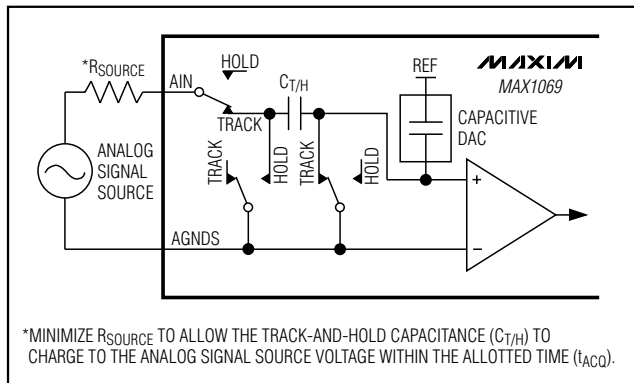 *RSOURCE
HOLD
AIN
CT/H
TRACK
REF
MAXIM
MAX1069
CAPACITIVE
DAC
ANALOG
SIGNAL
SOURCE
TRACK
HOLD
TRACK
HOLD
+
−
AGNDS
*MINIMIZE RSOURCE TO ALLOW THE TRACK-AND-HOLD CAPACITANCE (CT/H) TO
CHARGE TO THE ANALOG SIGNAL SOURCE VOLTAGE WITHIN THE ALLOTTED TIME (tACQ).